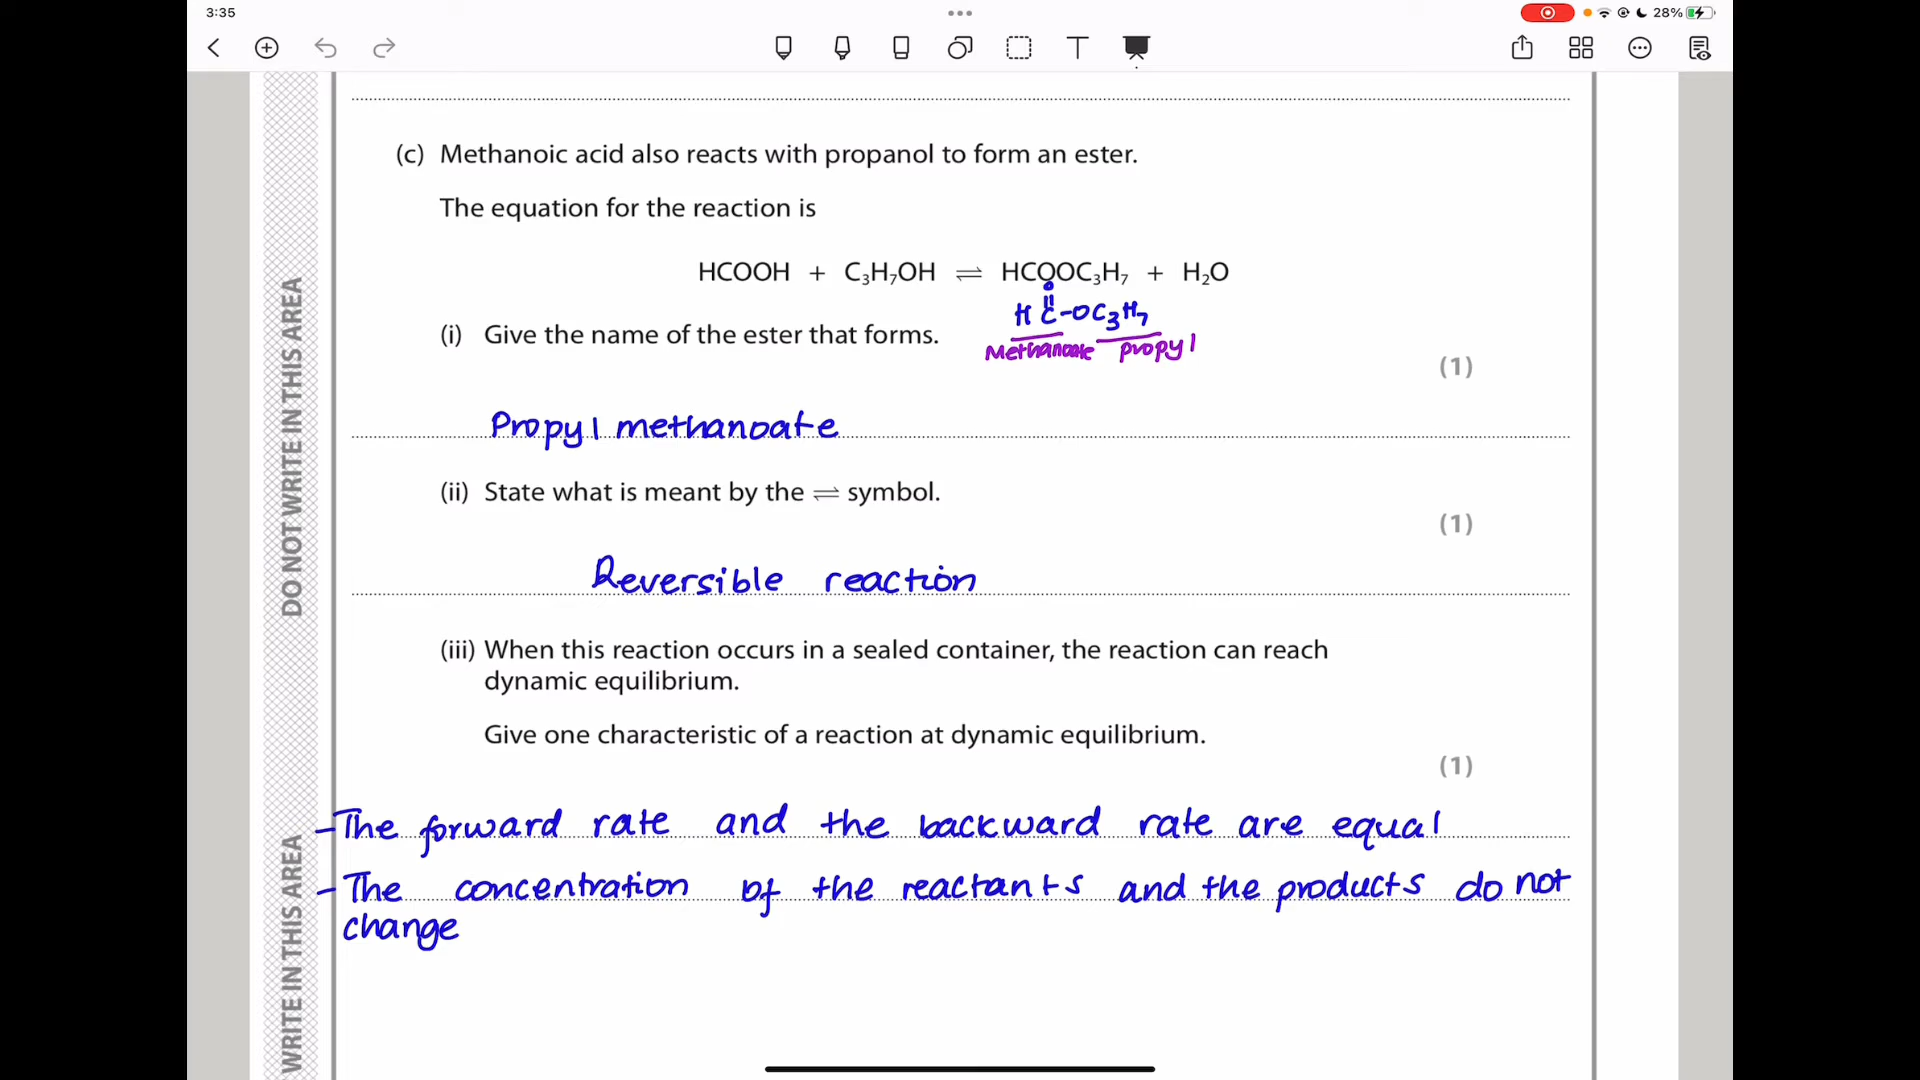 3:35
28%
(c) Methanoic acid also reacts with propanol to form an ester.
The equation for the reaction is
HCOOH + C₃H₇OH ⇌ HCOOC₃H₇ + H₂O
O
||
H C-OC₃H₇
(i) Give the name of the ester that forms.
Methanoate propyl
(1)
Propyl methanoate
(ii) State what is meant by the ⇌ symbol.
(1)
Reversible reaction
(iii) When this reaction occurs in a sealed container, the reaction can reach
dynamic equilibrium.
Give one characteristic of a reaction at dynamic equilibrium.
(1)
-The forward rate and the backward rate are equal
-The concentration of the reactants and the products do not
change
DO NOT WRITE IN THIS AREA
WRITE IN THIS AREA